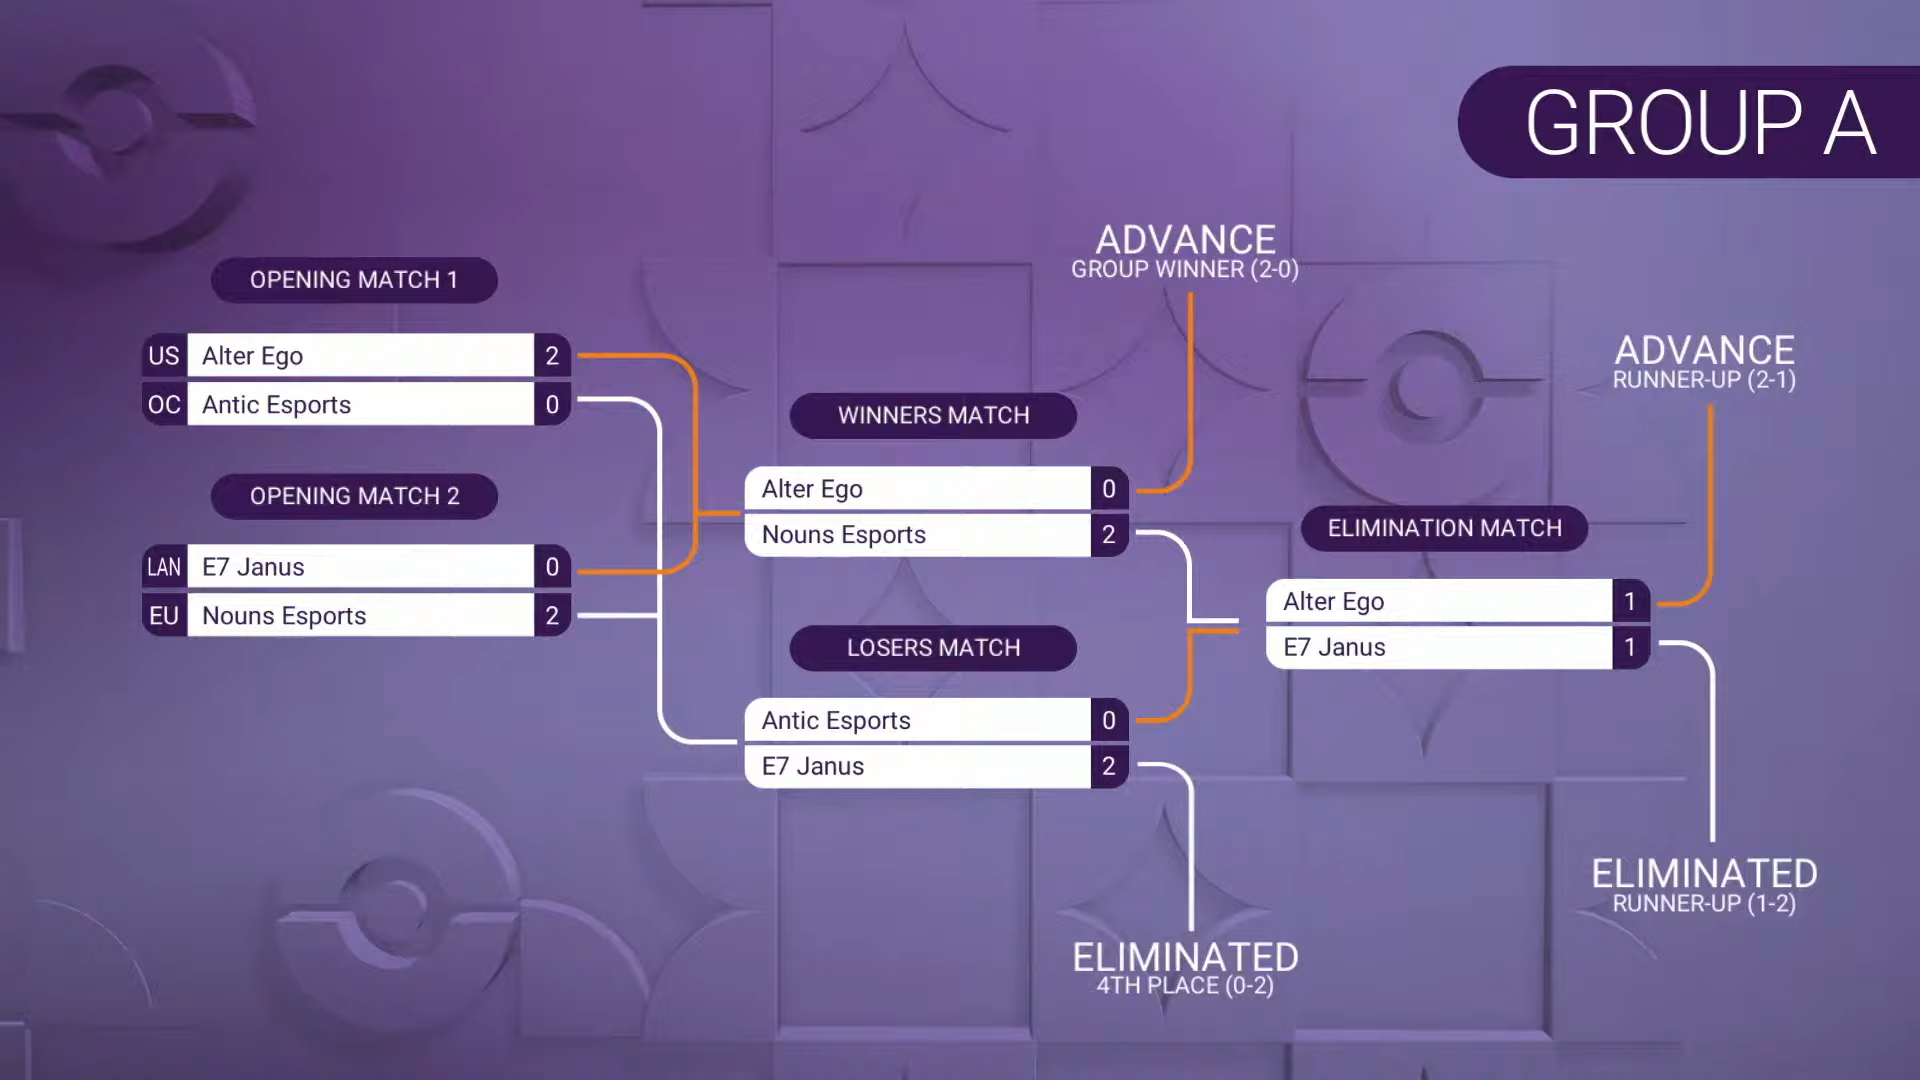 GROUP A
OPENING MATCH 1
US Alter Ego 2
OC Antic Esports 0
OPENING MATCH 2
LAN E7 Janus 0
EU Nouns Esports 2
ADVANCE
GROUP WINNER (2-0)
WINNERS MATCH
Alter Ego 0
Nouns Esports 2
LOSERS MATCH
Antic Esports 0
E7 Janus 2
ELIMINATED
4TH PLACE (0-2)
ADVANCE
RUNNER-UP (2-1)
ELIMINATION MATCH
Alter Ego 1
E7 Janus 1
ELIMINATED
RUNNER-UP (1-2)